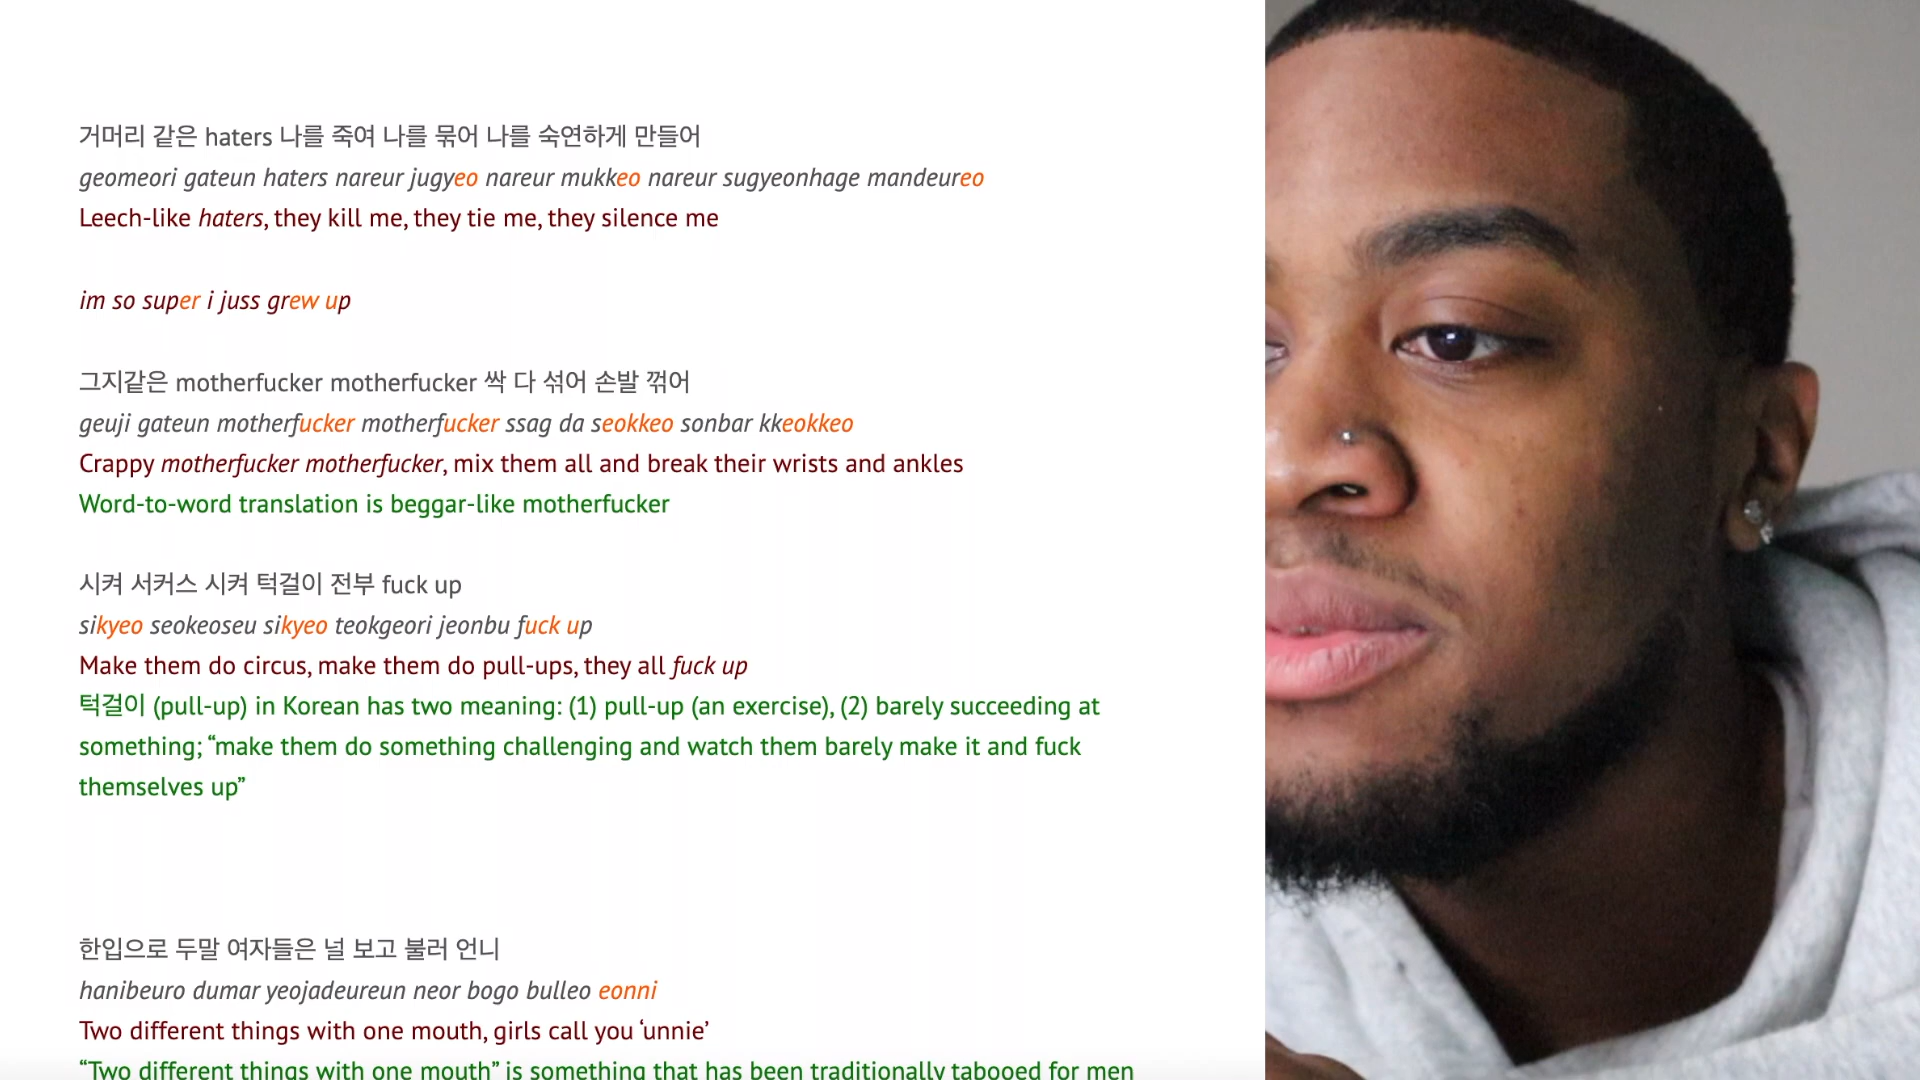 거머리 같은 haters 나를 죽여 나를 묶어 나를 숙연하게 만들어
geomeori gateun haters nareur jugyeo nareur mukkeo nareur sugyeonhage mandeureo
Leech-like haters, they kill me, they tie me, they silence me
im so super i juss grew up
그지같은 motherfucker motherfucker 싹 다 섞어 손발 꺾어
geuji gateun motherfucker motherfucker ssag da seokkeo sonbar kkeokkeo
Crappy motherfucker motherfucker, mix them all and break their wrists and ankles
Word-to-word translation is beggar-like motherfucker
시켜 서커스 시켜 턱걸이 전부 fuck up
sikyeo seokeoseu sikyeo teokgeori jeonbu fuck up
Make them do circus, make them do pull-ups, they all fuck up
턱걸이 (pull-up) in Korean has two meaning: (1) pull-up (an exercise), (2) barely succeeding at
something; “make them do something challenging and watch them barely make it and fuck
themselves up”
한입으로 두말 여자들은 널 보고 불러 언니
hanibeuro dumar yeojadeureun neor bogo bulleo eonni
Two different things with one mouth, girls call you ‘unnie’
“Two different things with one mouth” is something that has been traditionally tabooed for men